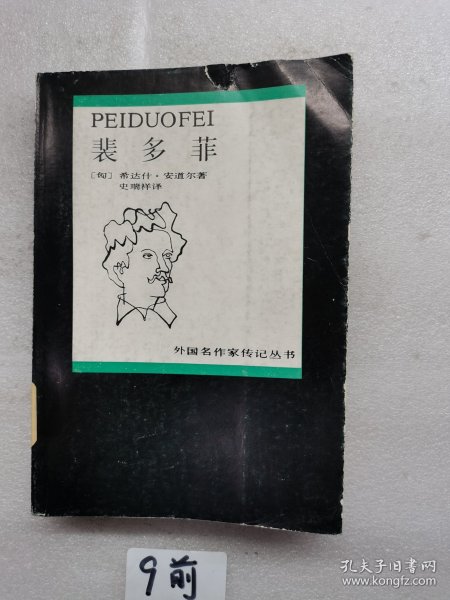 PEIDUOFEI
裴多菲
［匈］希达什·安道尔著
史瑞祥译
外国名作家传记丛书
9前
孔夫子旧书网
www.kongfz.com